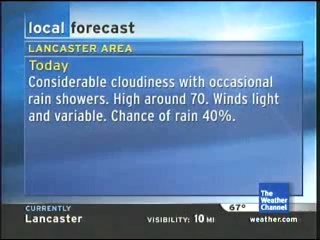 local forecast
LANCASTER AREA
Today
Considerable cloudiness with occasional
rain showers. High around 70. Winds light
and variable. Chance of rain 40%.
The
Weather
Channel
CURRENTLY
67°
Lancaster
VISIBILITY: 10 MI
weather.com